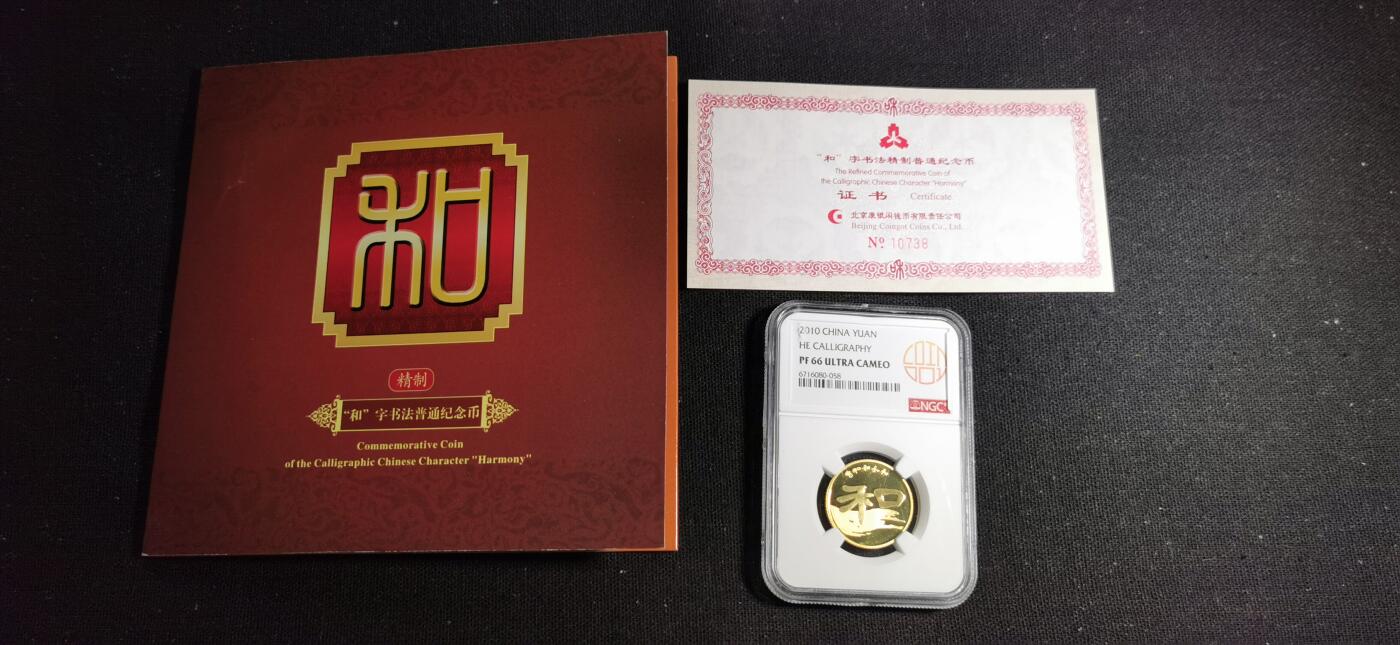 和
精制
“和”字书法普通纪念币
Commemorative Coin
of the Calligraphic Chinese Character "Harmony"
“和”字书法精制普通纪念币
The Refined Commemorative Coin of
the Calligraphic Chinese Character "Harmony"
证书 Certificate
北京康银阁钱币有限责任公司
Beijing Coingot Coins Co., Ltd.
№ 10738
2010 CHINA YUAN
HE CALLIGRAPHY
PF 66 ULTRA CAMEO
6716080-058
NGC
和